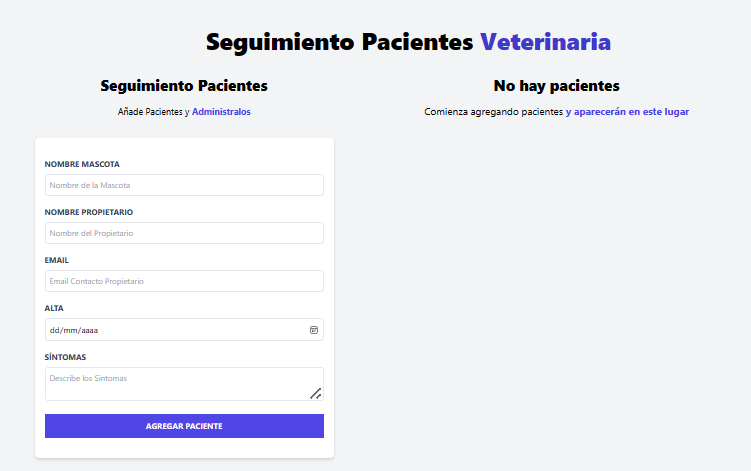 Seguimiento Pacientes Veterinaria
Seguimiento Pacientes
Añade Pacientes y Administralos
NOMBRE MASCOTA
Nombre de la Mascota
NOMBRE PROPIETARIO
Nombre del Propietario
EMAIL
Email Contacto Propietario
ALTA
dd/mm/aaaa
SÍNTOMAS
Describe los Síntomas
AGREGAR PACIENTE
No hay pacientes
Comienza agregando pacientes y aparecerán en este lugar